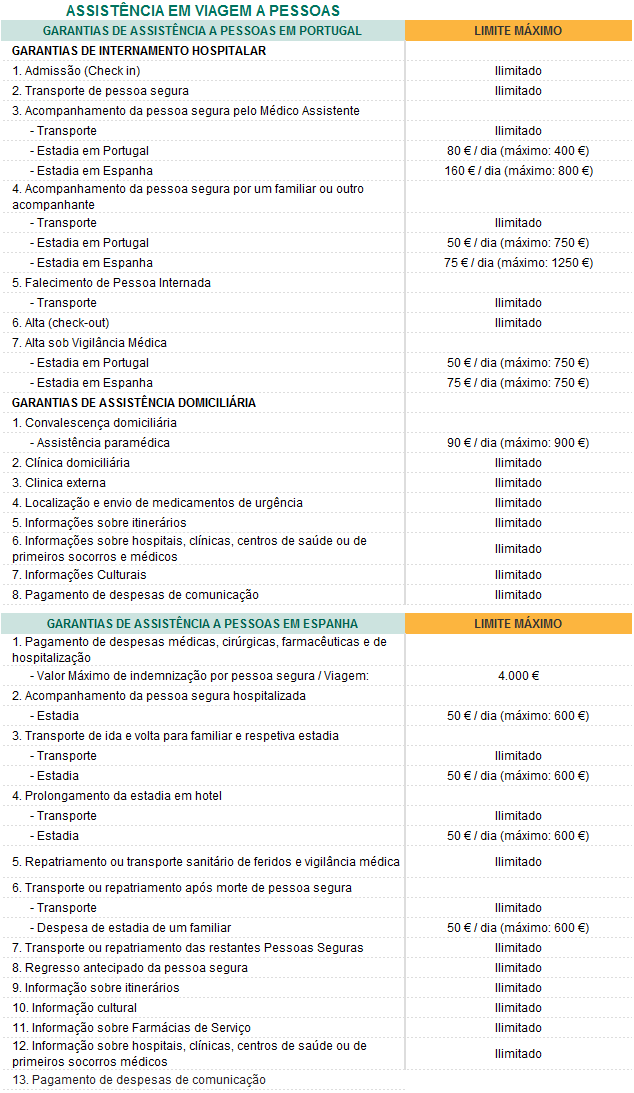 ASSISTÊNCIA EM VIAGEM A PESSOAS
GARANTIAS DE ASSISTÊNCIA A PESSOAS EM PORTUGAL LIMITE MÁXIMO
GARANTIAS DE INTERNAMENTO HOSPITALAR
1. Admissão (Check in) Ilimitado
2. Transporte de pessoa segura Ilimitado
3. Acompanhamento da pessoa segura pelo Médico Assistente
- Transporte Ilimitado
- Estadia em Portugal 80 € / dia (máximo: 400 €)
- Estadia em Espanha 160 € / dia (máximo: 800 €)
4. Acompanhamento da pessoa segura por um familiar ou outro
acompanhante
- Transporte Ilimitado
- Estadia em Portugal 50 € / dia (máximo: 750 €)
- Estadia em Espanha 75 € / dia (máximo: 1250 €)
5. Falecimento de Pessoa Internada
- Transporte Ilimitado
6. Alta (check-out) Ilimitado
7. Alta sob Vigilância Médica
- Estadia em Portugal 50 € / dia (máximo: 750 €)
- Estadia em Espanha 75 € / dia (máximo: 750 €)
GARANTIAS DE ASSISTÊNCIA DOMICILIÁRIA
1. Convalescença domiciliária
- Assistência paramédica 90 € / dia (máximo: 900 €)
2. Clínica domiciliária Ilimitado
3. Clinica externa Ilimitado
4. Localização e envio de medicamentos de urgência Ilimitado
5. Informações sobre itinerários Ilimitado
6. Informações sobre hospitais, clínicas, centros de saúde ou de
primeiros socorros e médicos Ilimitado
7. Informações Culturais Ilimitado
8. Pagamento de despesas de comunicação Ilimitado
GARANTIAS DE ASSISTÊNCIA A PESSOAS EM ESPANHA LIMITE MÁXIMO
1. Pagamento de despesas médicas, cirúrgicas, farmacêuticas e de
hospitalização
- Valor Máximo de indemnização por pessoa segura / Viagem: 4.000 €
2. Acompanhamento da pessoa segura hospitalizada
- Estadia 50 € / dia (máximo: 600 €)
3. Transporte de ida e volta para familiar e respetiva estadia
- Transporte Ilimitado
- Estadia 50 € / dia (máximo: 600 €)
4. Prolongamento da estadia em hotel
- Transporte Ilimitado
- Estadia 50 € / dia (máximo: 600 €)
5. Repatriamento ou transporte sanitário de feridos e vigilância médica Ilimitado
6. Transporte ou repatriamento após morte de pessoa segura
- Transporte Ilimitado
- Despesa de estadia de um familiar 50 € / dia (máximo: 600 €)
7. Transporte ou repatriamento das restantes Pessoas Seguras Ilimitado
8. Regresso antecipado da pessoa segura Ilimitado
9. Informação sobre itinerários Ilimitado
10. Informação cultural Ilimitado
11. Informação sobre Farmácias de Serviço Ilimitado
12. Informação sobre hospitais, clínicas, centros de saúde ou de
primeiros socorros médicos Ilimitado
13. Pagamento de despesas de comunicação